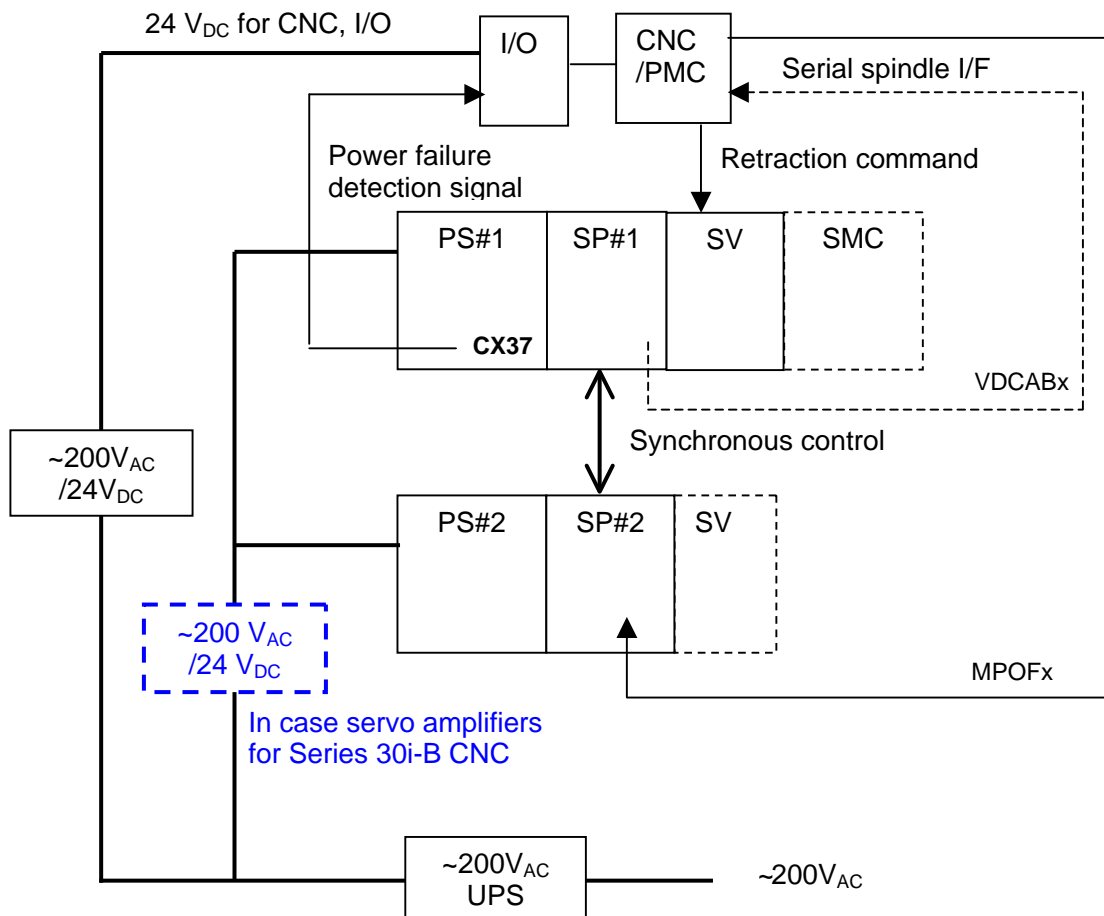 24 VDC for CNC, I/O
I/O
CNC
/PMC
Serial spindle I/F
Power failure
detection signal
Retraction command
PS#1
SP#1
SV
SMC
CX37
VDCABx
Synchronous control
~200VAC
/24VDC
PS#2
SP#2
SV
~200 VAC
/24 VDC
MPOFx
In case servo amplifiers
for Series 30i-B CNC
~200VAC
UPS
~200VAC